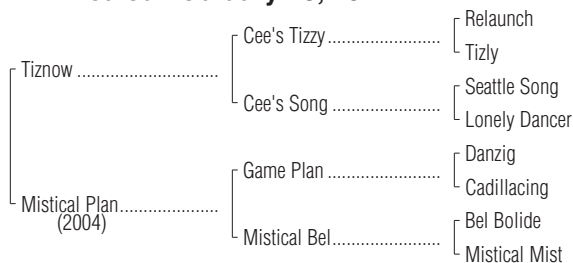 Relaunch
Cee's Tizzy
Tizly
Tiznow
Seattle Song
Cee's Song
Lonely Dancer
Danzig
Game Plan
Cadillacing
Mistical Plan
(2004)
Bel Bolide
Mistical Bel
Mistical Mist